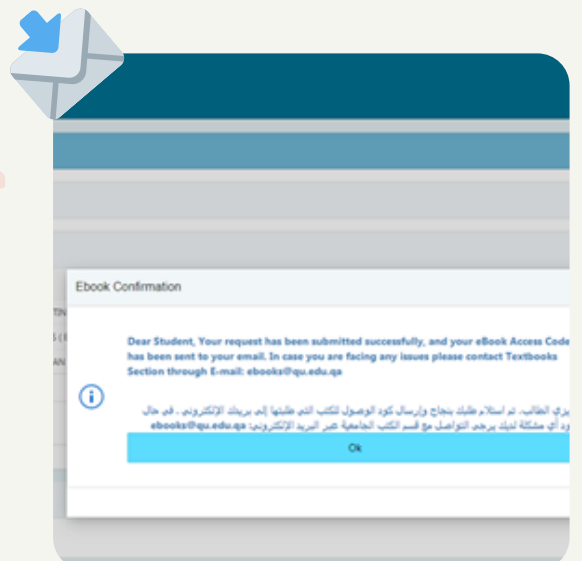 Ebook Confirmation
Dear Student, Your request has been submitted successfully, and your eBook Access Code
has been sent to your email. In case you are facing any issues please contact Textbooks
Section through E-mail: ebooks@qu.edu.qa
الطالب، تم استلام طلبك بنجاح وإرسال كود الوصول للكتب التي طلبتها إلى بريدك الإلكتروني . في حال
أي مشكلة لديك يرجى التواصل مع قسم الكتب الجامعية عبر البريد الإلكتروني: ebooks@qu.edu.qa
Ok